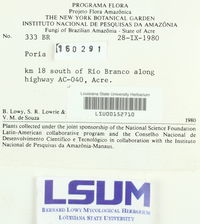 PROGRAMA FLORA
Projeto Flora Amazônica
THE NEW YORK BOTANICAL GARDEN
INSTITUTO NACIONAL DE PESQUISAS DA AMAZÔNIA
Fungi of Brazilian Amazônia - State of Acre
No. 333 BR 28-IX-1980
Poria 160291
km 18 south of Rio Branco along
highway AC-040, Acre.
Louisiana State University Herbarium
LSU00152710
B. Lowy, S. R. Lowrie &
V. M. de Souza 1980
Plants collected under the joint sponsorship of the National Science Foundation
Latin-American collaborative program and the Conselho Nacional de
Desenvolvimento Científico e Tecnológico in collaboration with the Instituto
Nacional de Pesquisas da Amazônia-Manaus.
LSUM
BERNARD LOWY MYCOLOGICAL HERBARIUM
LOUISIANA STATE UNIVERSITY